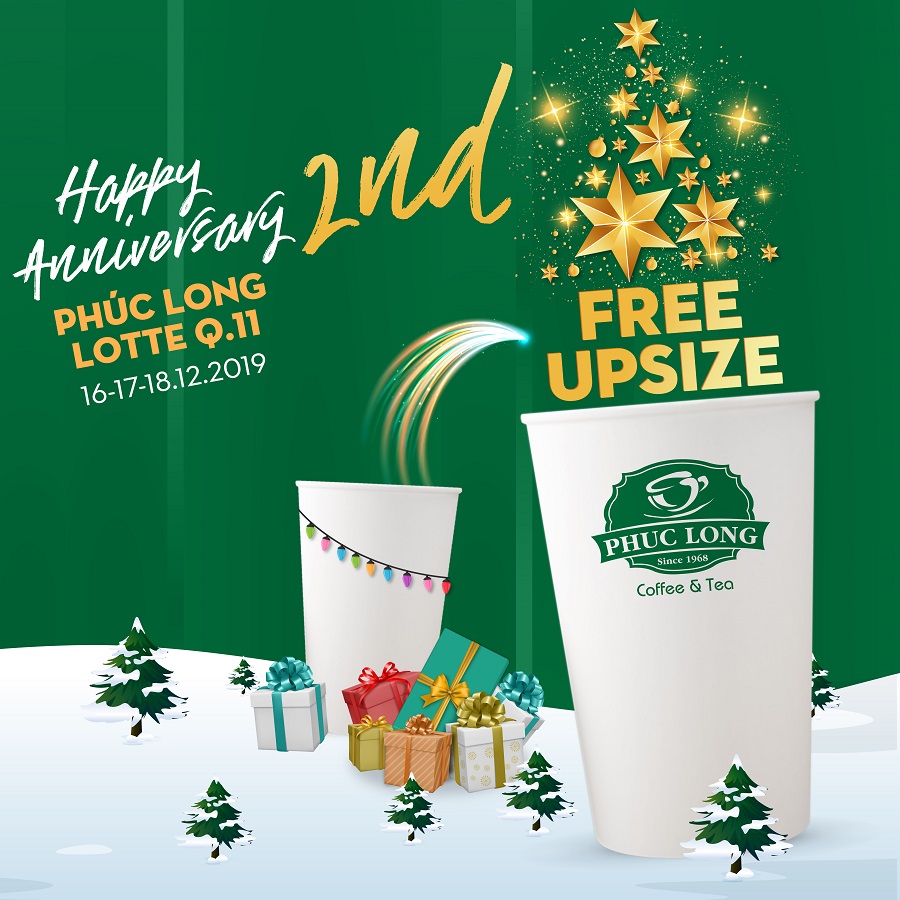 Happy
Anniversary
2nd
PHÚC LONG
LOTTE Q.11
16-17-18.12.2019
FREE
UPSIZE
PHUC LONG
Since 1968
Coffee & Tea